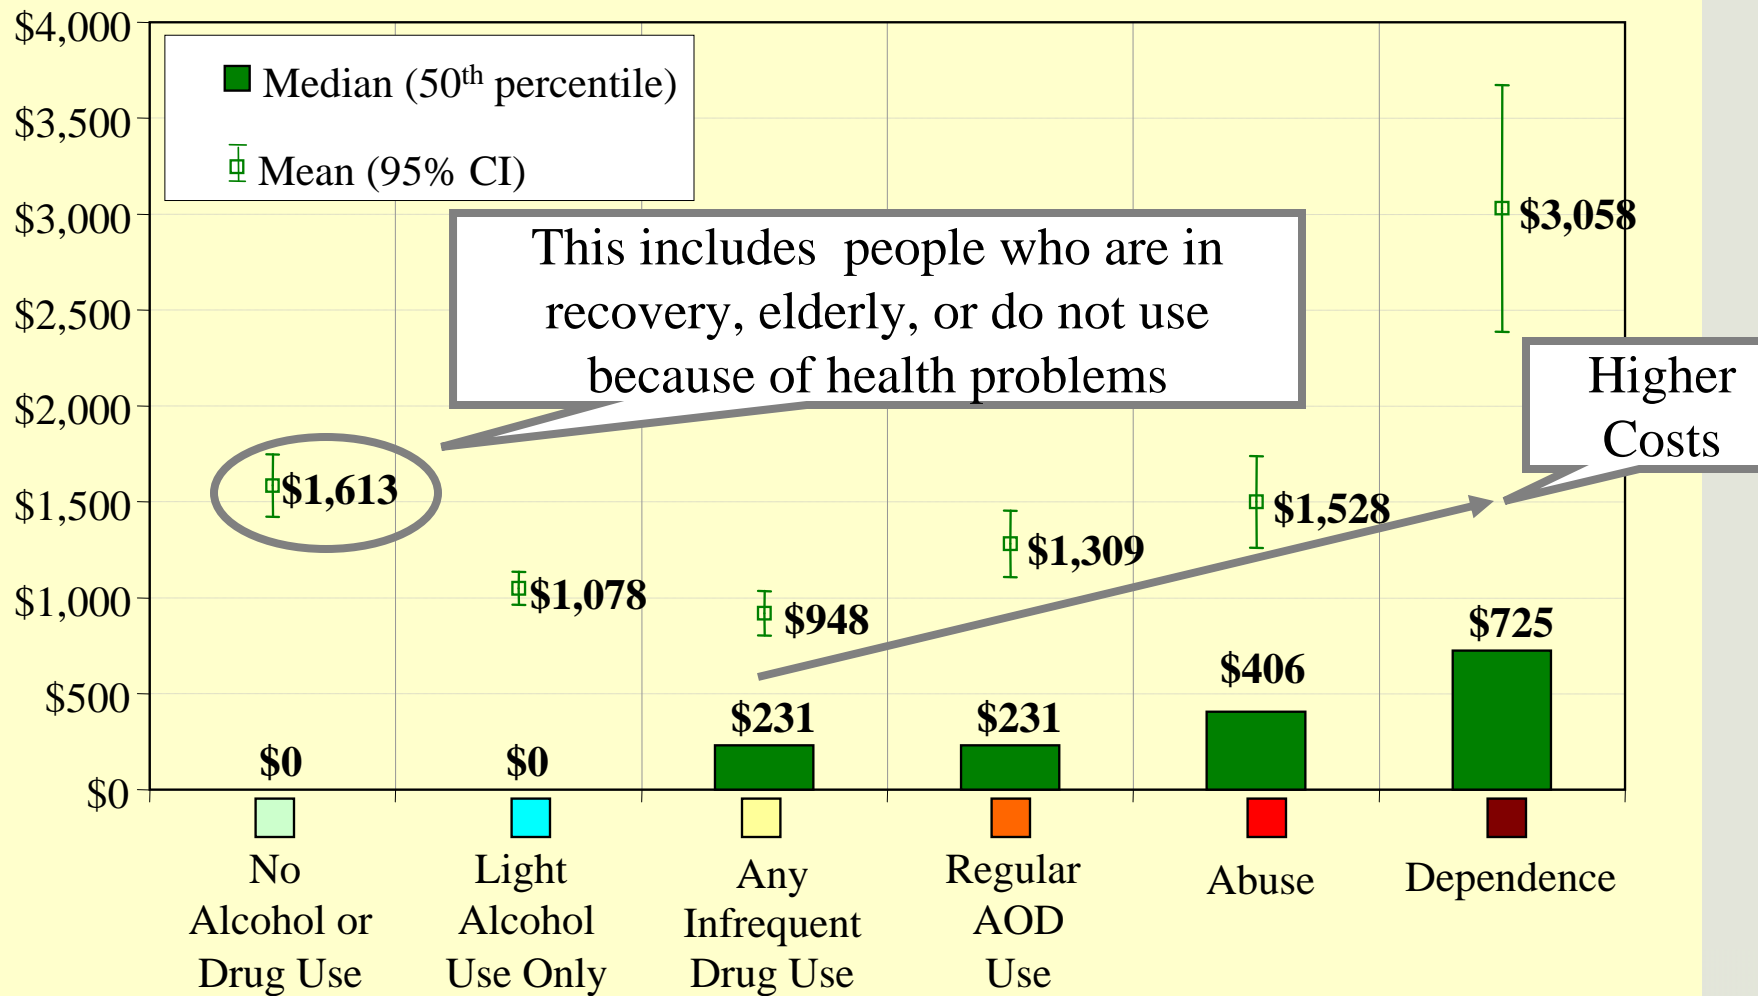 $4,000
$3,500
$3,000
$2,500
$2,000
$1,500
$1,000
$500
$0
Median (50th percentile)
Mean (95% CI)
This includes people who are in
recovery, elderly, or do not use
because of health problems
Higher
Costs
$1,613
$1,078
$948
$1,309
$1,528
$3,058
$0
$0
$231
$231
$406
$725
No
Alcohol or
Drug Use
Light
Alcohol
Use Only
Any
Infrequent
Drug Use
Regular
AOD
Use
Abuse
Dependence